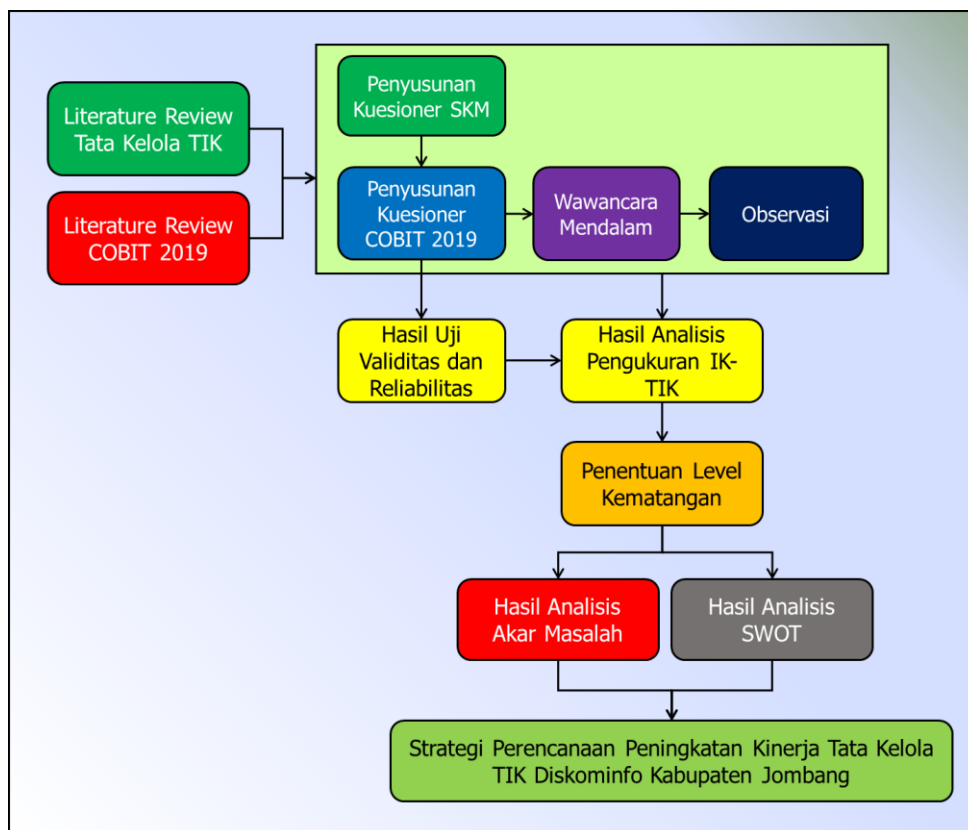 Literature Review
Tata Kelola TIK
Literature Review
COBIT 2019
Penyusunan
Kuesioner SKM
Penyusunan
Kuesioner
COBIT 2019
Wawancara
Mendalam
Observasi
Hasil Uji
Validitas dan
Reliabilitas
Hasil Analisis
Pengukuran IK-
TIK
Penentuan Level
Kematangan
Hasil Analisis
Akar Masalah
Hasil Analisis
SWOT
Strategi Perencanaan Peningkatan Kinerja Tata Kelola
TIK Diskominfo Kabupaten Jombang